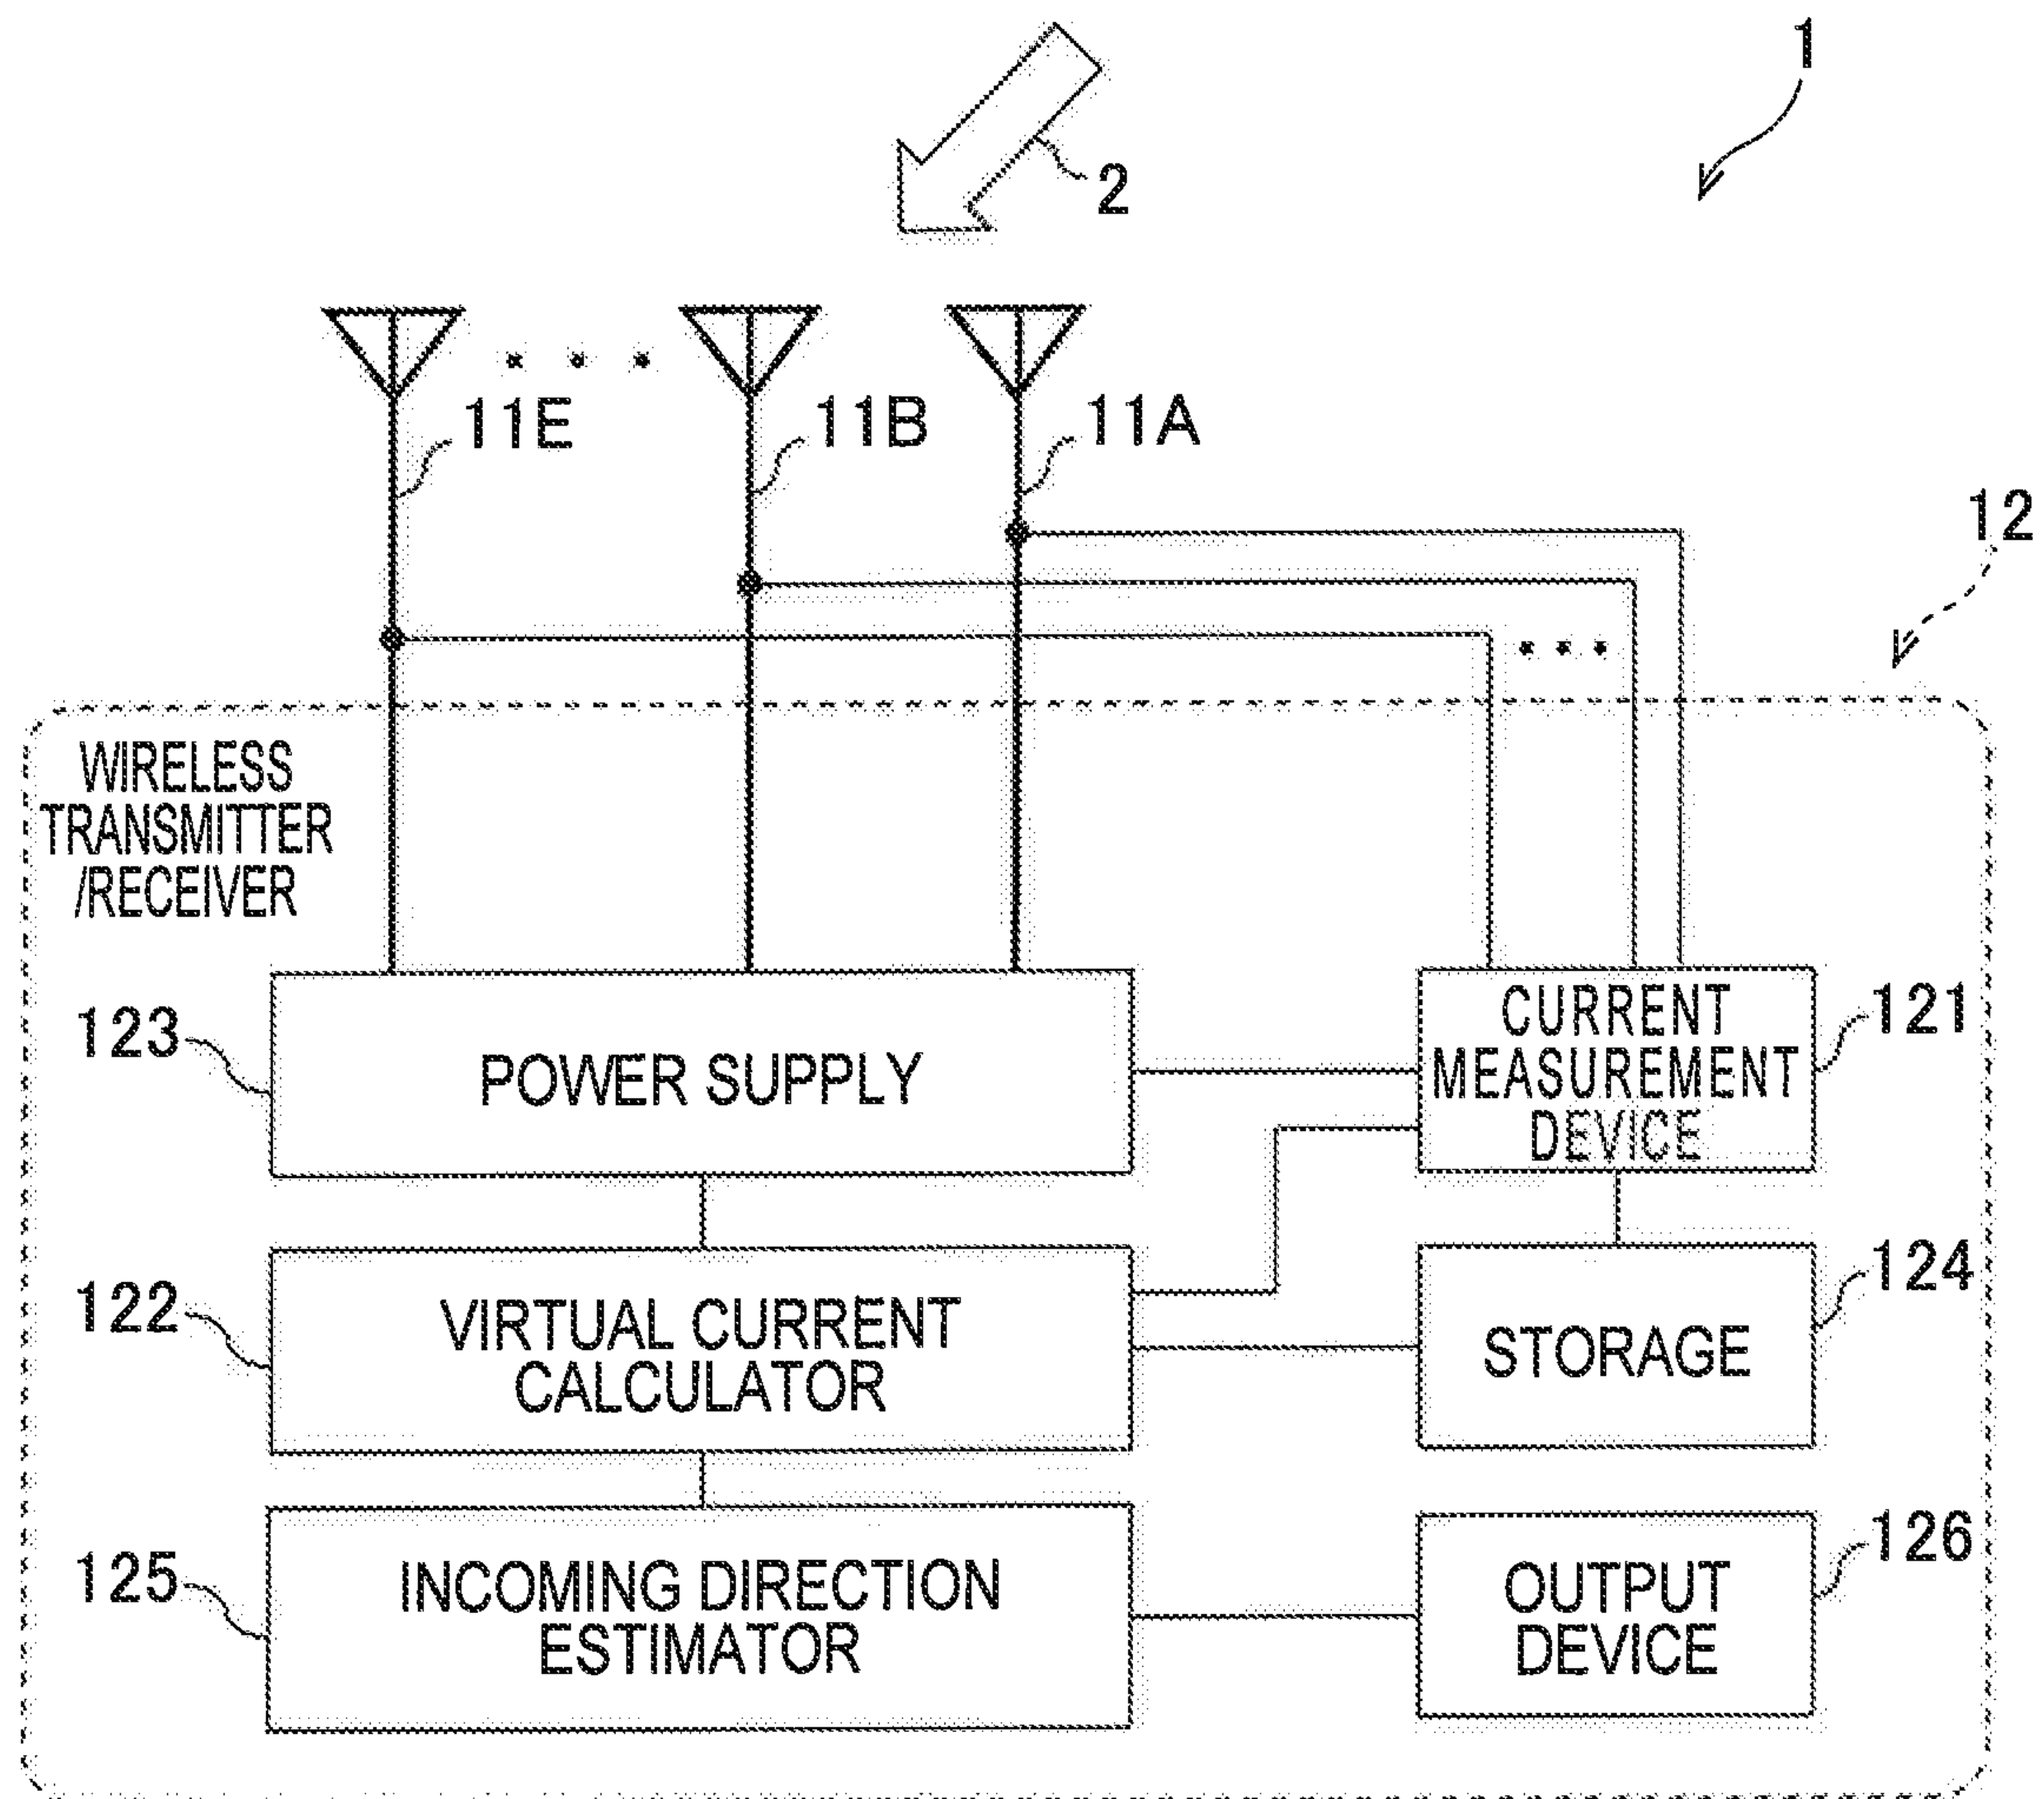 1
2
11E
11B
11A
12
WIRELESS
TRANSMITTER
/RECEIVER
123
POWER SUPPLY
CURRENT
MEASUREMENT
DEVICE
121
122
VIRTUAL CURRENT
CALCULATOR
STORAGE
124
125
INCOMING DIRECTION
ESTIMATOR
OUTPUT
DEVICE
126